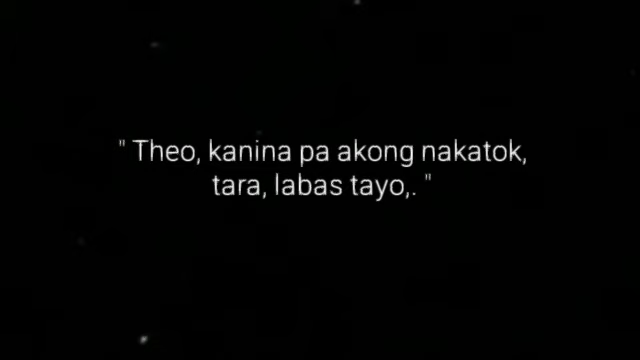 " Theo, kanina pa akong nakatok,
tara, labas tayo,. "